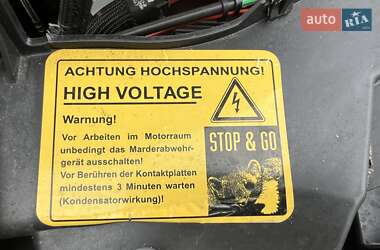 auto RIA
ACHTUNG HOCHSPANNUNG!
HIGH VOLTAGE
Warnung!
Vor Arbeiten im Motorraum
unbedingt das Marderabwehr-
gerät ausschalten!
Vor Berühren der Kontaktplatten
mindestens 3 Minuten warten
(Kondensatorwirkung)!
STOP & GO